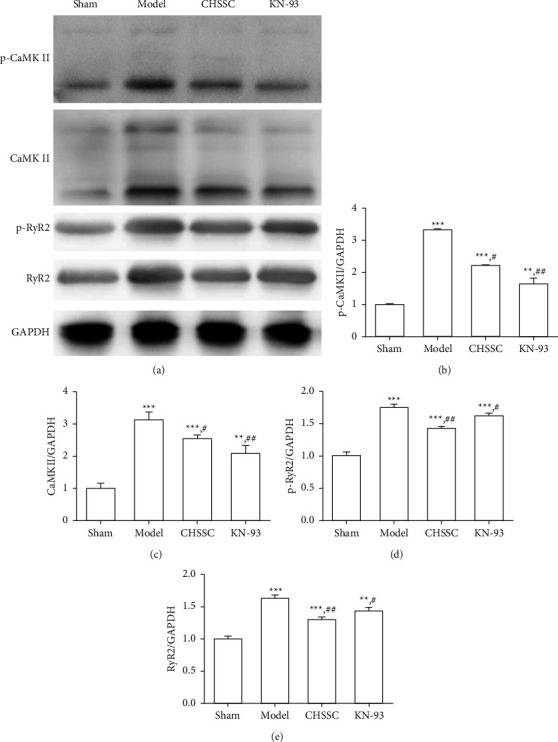 Sham Model CHSSC KN-93
p-CaMK II
CaMK II
p-RyR2
RyR2
GAPDH
(a)
p-CaMKII/GAPDH
4
3
2
1
0
***
***,#
**,##
Sham Model CHSSC KN-93
(b)
CaMKII/GAPDH
4
3
2
1
0
***
***,#
**,##
Sham Model CHSSC KN-93
(c)
p-RyR2/GAPDH
2.0
1.5
1.0
0.5
0.0
***
***,##
***,#
Sham Model CHSSC KN-93
(d)
RyR2/GAPDH
2.0
1.5
1.0
0.5
0.0
***
***,##
**,#
Sham Model CHSSC KN-93
(e)